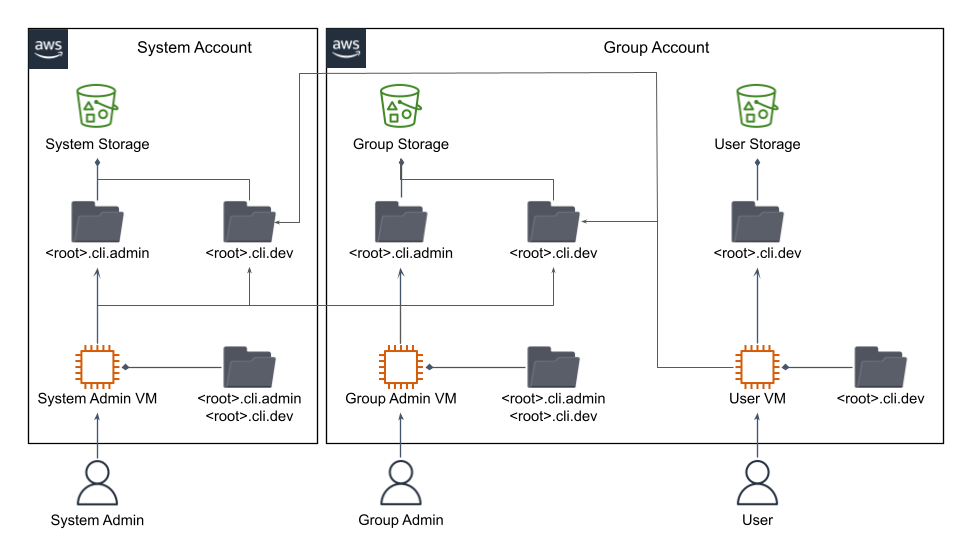 aws
System Account
aws
Group Account
System Storage
Group Storage
User Storage
<root>.cli.admin
<root>.cli.dev
<root>.cli.admin
<root>.cli.dev
<root>.cli.dev
System Admin VM
<root>.cli.admin
<root>.cli.dev
Group Admin VM
<root>.cli.admin
<root>.cli.dev
User VM
<root>.cli.dev
System Admin
Group Admin
User